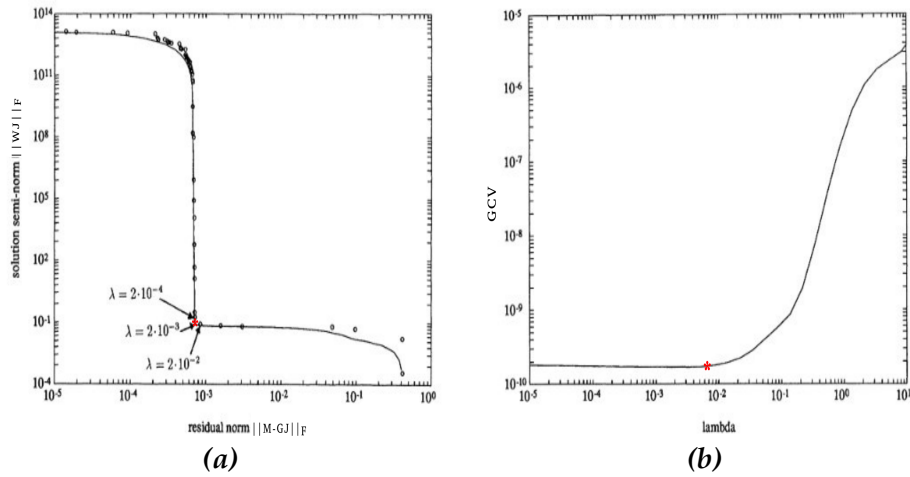 10^14
10^11
10^8
10^5
10^2
10^-1
10^-4
solution semi-norm ||WJ||F
λ = 2·10^-4
λ = 2·10^-3
λ = 2·10^-2
10^-5 10^-4 10^-3 10^-2 10^-1 10^0
residual norm ||M-GJ||F
(a)
10^-5
10^-6
10^-7
10^-8
10^-9
10^-10
GCV
10^-5 10^-4 10^-3 10^-2 10^-1 10^0 10^1
lambda
(b)